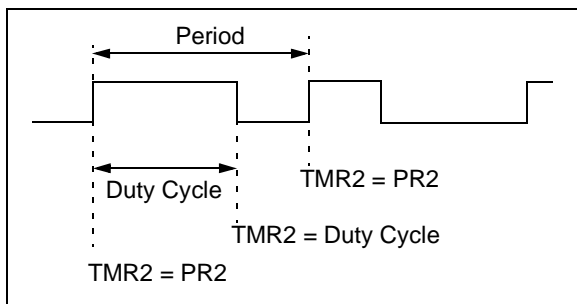 Period
Duty Cycle
TMR2 = PR2
TMR2 = Duty Cycle
TMR2 = PR2